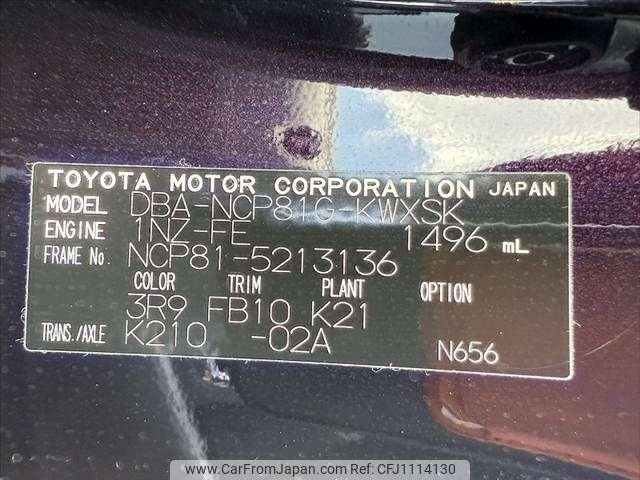 TOYOTA MOTOR CORPORATION JAPAN
MODEL DBA-NCP81G-KWXSK
ENGINE 1NZ-FE 1496 mL
FRAME No. NCP81-5213136
COLOR TRIM PLANT OPTION
3R9 FB10 K21
TRANS./AXLE K210 -02A N656
www.CarFromJapan.com - REF No.CFJ1114130